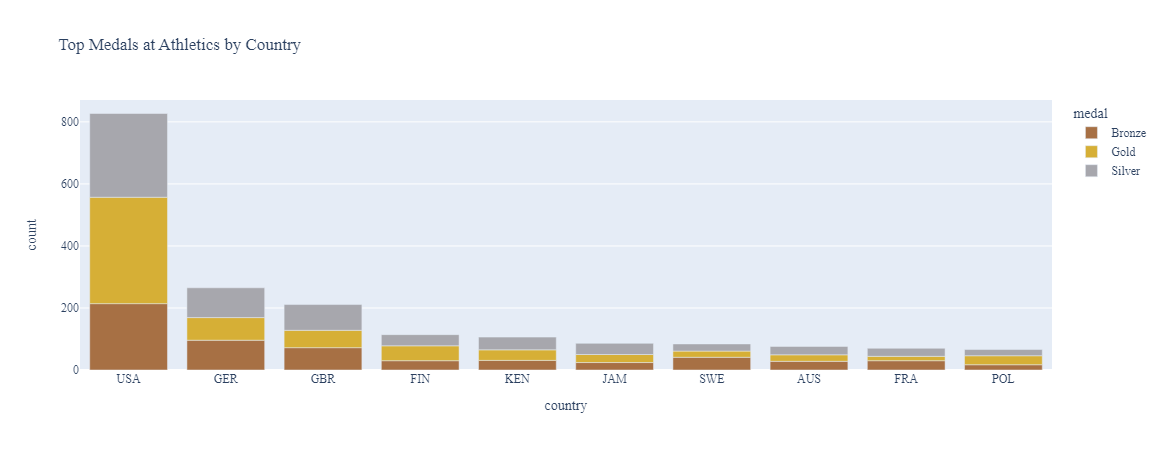 Top Medals at Athletics by Country
medal
Bronze
Gold
Silver
count
800
600
400
200
0
USA GER GBR FIN KEN JAM SWE AUS FRA POL
country